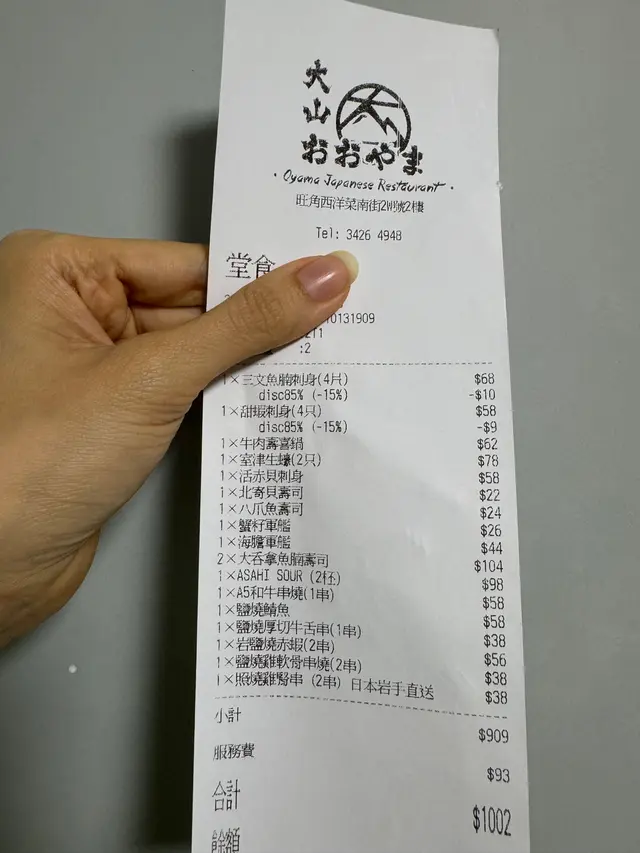 大山
おおやま
・Oyama Japanese Restaurant・
旺角西洋菜南街2W號2樓
Tel: 3426 4948
堂食
10131909
:2
1×三文魚腩刺身(4片) $68
disc85% (-15%) -$10
1×甜蝦刺身(4只) $58
disc85% (-15%) -$9
1×牛肉壽喜鍋 $62
1×室津生蠔(2只) $78
1×活赤貝刺身 $58
1×北寄貝壽司 $22
1×八爪魚壽司 $24
1×蟹籽軍艦 $26
1×海膽軍艦 $44
2×大吞拿魚腩壽司 $104
1×ASAHI SOUR (2杯) $98
1×A5和牛串燒(1串) $58
1×鹽燒鯖魚 $58
1×鹽燒厚切牛舌串(1串) $38
1×岩鹽燒赤蝦(2串) $56
1×鹽燒雞軟骨串燒(2串) $38
1×照燒雞腎串 (2串) 日本岩手直送 $38
小計 $909
服務費 $93
合計 $1002
餘額